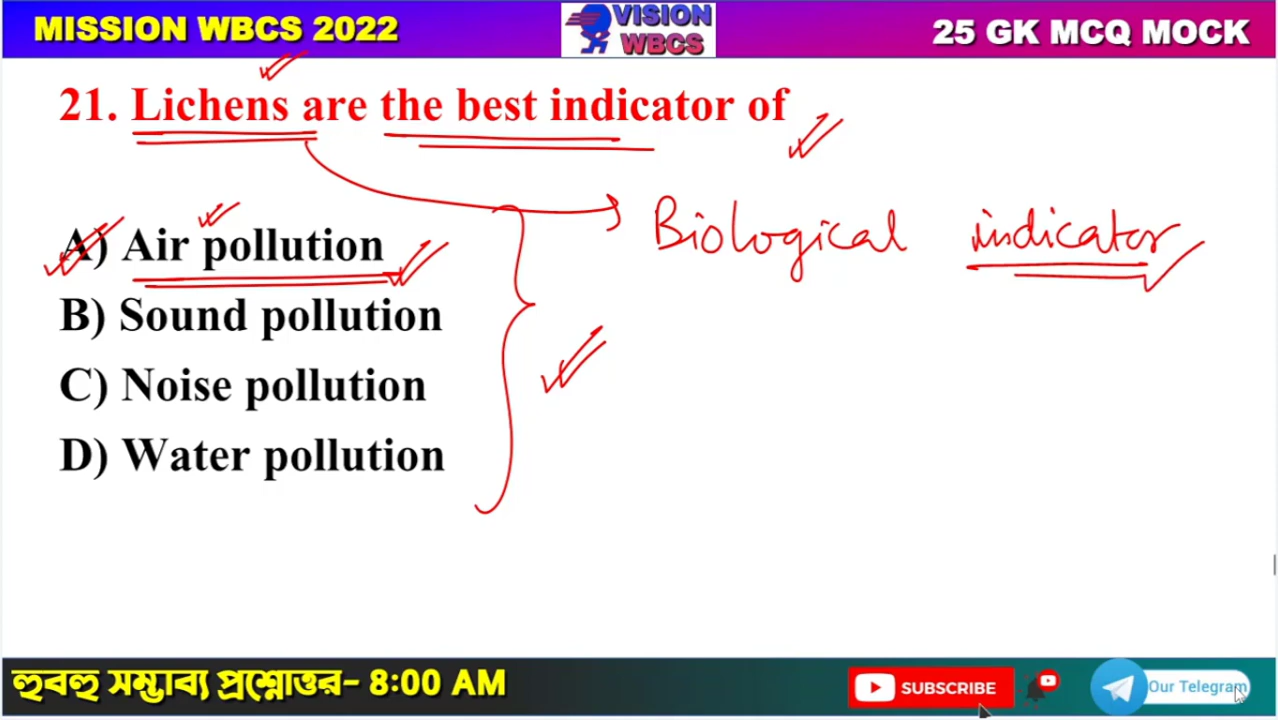 MISSION WBCS 2022
VISION
WBCS
25 GK MCQ MOCK
21. Lichens are the best indicator of
Biological indicator
A) Air pollution
B) Sound pollution
C) Noise pollution
D) Water pollution
হুবহু সম্ভাব্য প্রশ্নোত্তর- 8:00 AM
SUBSCRIBE
Our Telegram